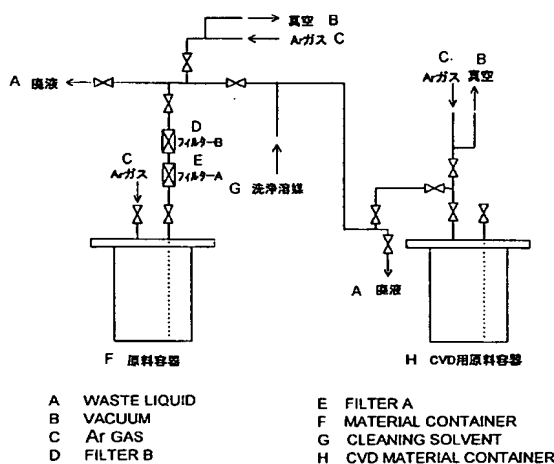 真空 B
Arガス C
A 廃液
C
Arガス
B
真空
D
フィルターB
E
フィルターA
C
Arガス
G 洗浄溶媒
A 廃液
F 原料容器
H CVD用原料容器
A WASTE LIQUID
B VACUUM
C Ar GAS
D FILTER B
E FILTER A
F MATERIAL CONTAINER
G CLEANING SOLVENT
H CVD MATERIAL CONTAINER